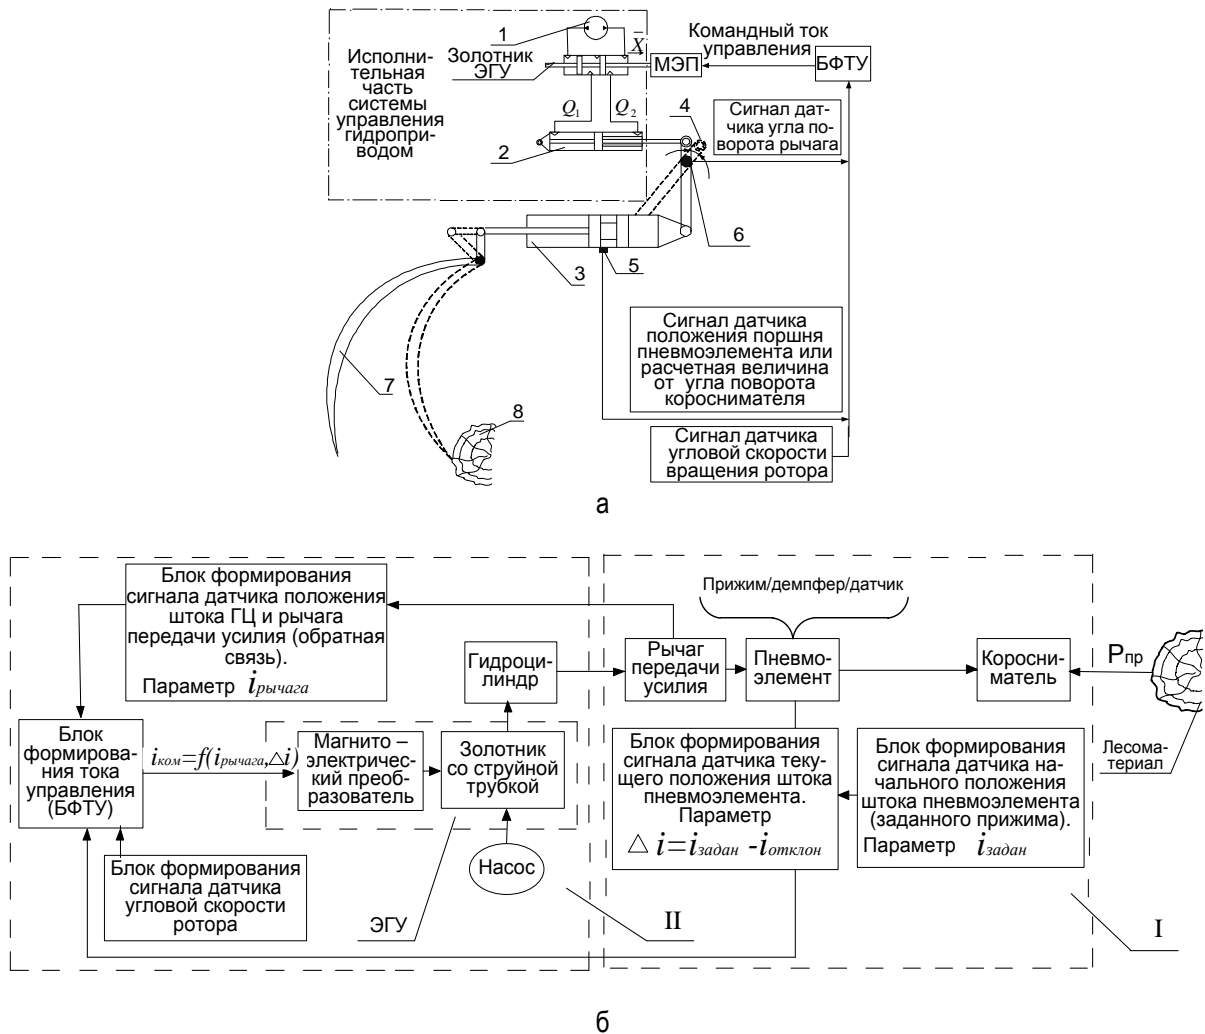 1
Исполни-
тельная
часть
системы
управления
гидропри-
водом
Золотник
ЭГУ
X
МЭП
Командный ток
управления
БФТУ
Q1
Q2
2
4
Сигнал дат-
чика угла по-
ворота рычага
6
3
5
7
8
Сигнал датчика
положения поршня
пневмоэлемента или
расчетная величина
от угла поворота
короснимателя
Сигнал датчика
угловой скорости
вращения ротора
а
Блок формирования
сигнала датчика положения
штока ГЦ и рычага
передачи усилия (обратная
связь).
Параметр iрычага
Гидроци-
линдр
Прижим/демпфер/датчик
Рычаг
передачи
усилия
Пневмо-
элемент
Коросни-
матель
Pпр
Лесома-
териал
Блок
формирова-
ния тока
управления
(БФТУ)
iком=f(iрычага,△i)
Магнито –
электричес-
кий преоб-
разователь
Золотник
со струйной
трубкой
Насос
ЭГУ
Блок формирования
сигнала датчика
угловой скорости
ротора
II
Блок формирования
сигнала датчика теку-
щего положения штока
пневмоэлемента.
Параметр
△ i=iзадан -iотклон
Блок формирования
сигнала датчика на-
чального положения
штока пневмоэлемента
(заданного прижима).
Параметр iзадан
I
б